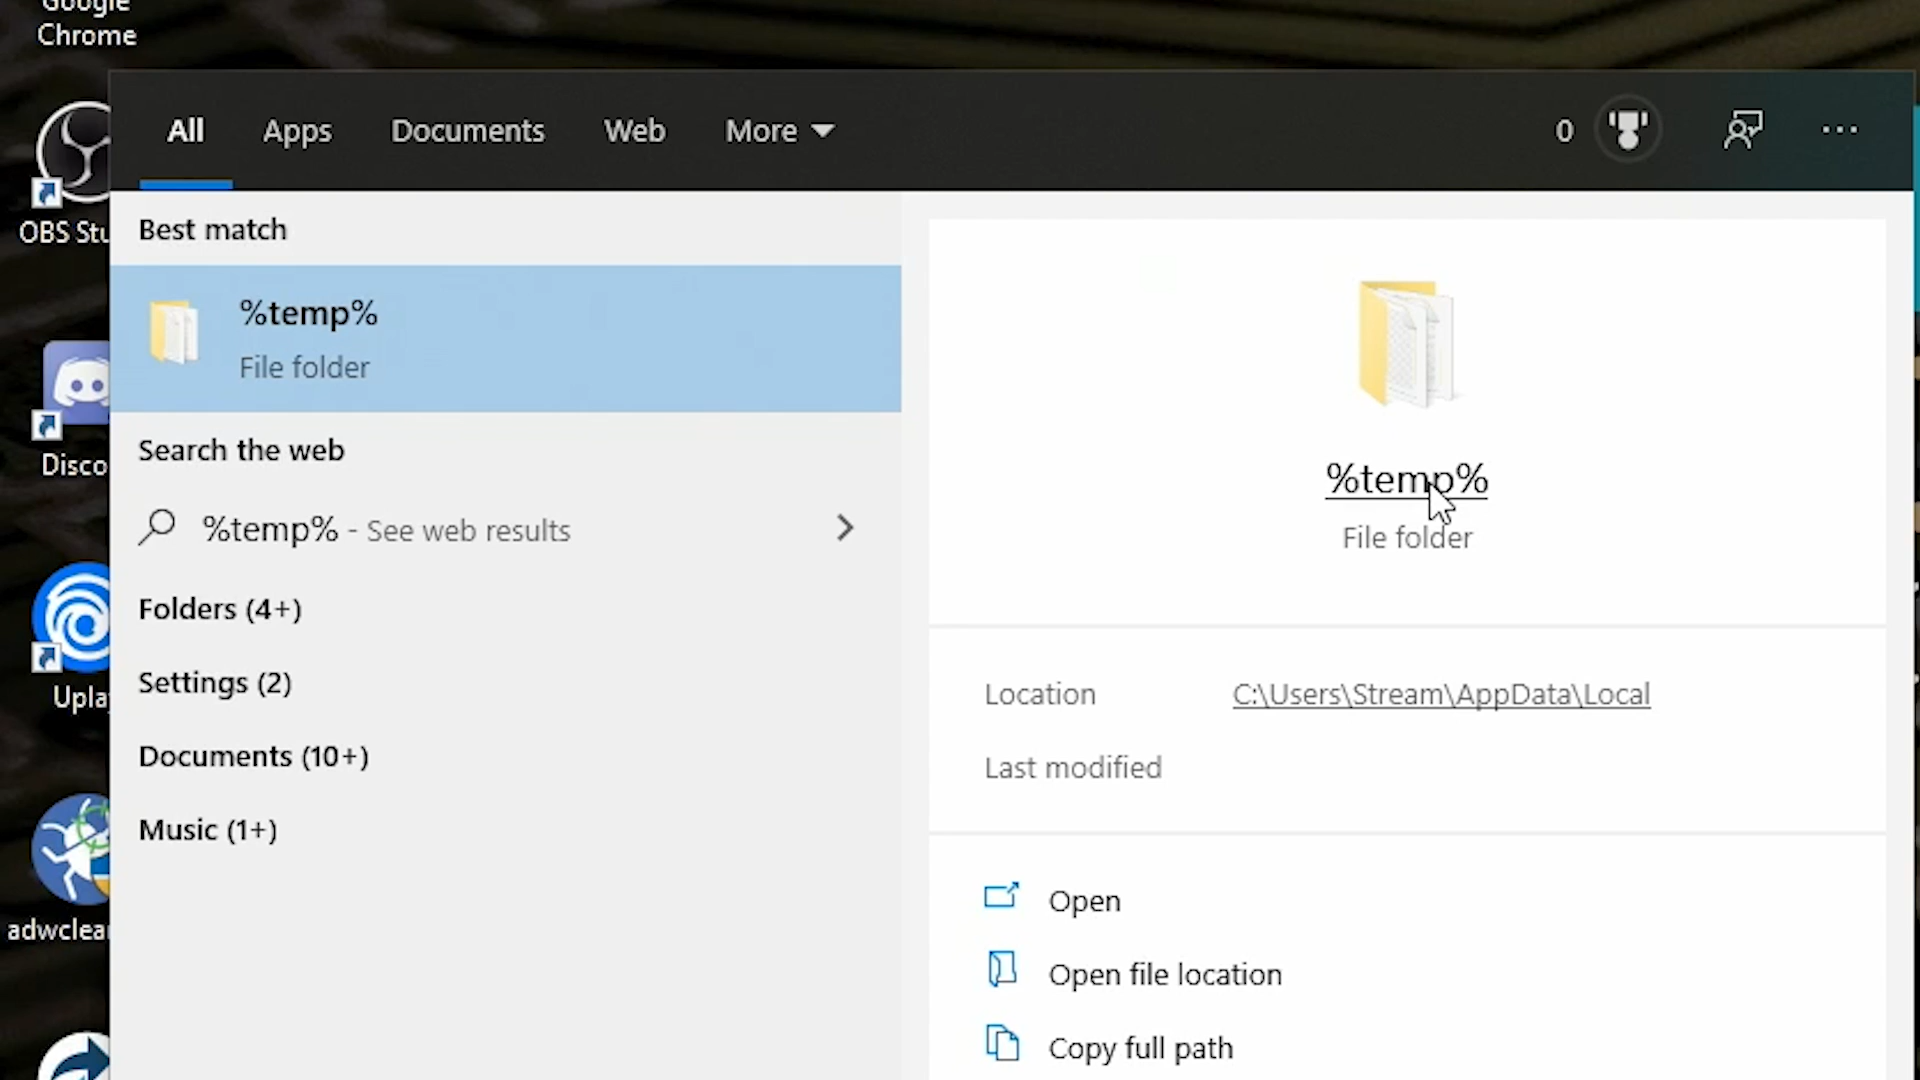 Google
Chrome
All
Apps
Documents
Web
More
0
OBS Stu
Best match
%temp%
File folder
Disco
Search the web
%temp% - See web results
Folders (4+)
Settings (2)
Upla
Documents (10+)
Music (1+)
adwclea
%temp%
File folder
Location
C:\Users\Stream\AppData\Local
Last modified
Open
Open file location
Copy full path